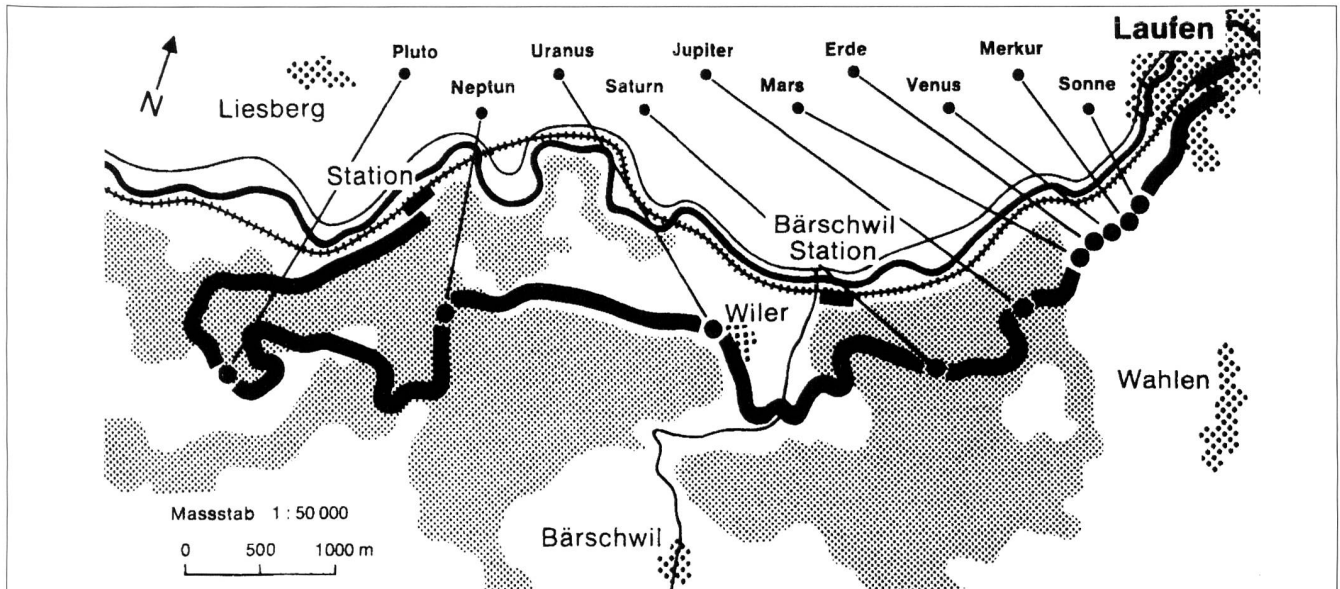 Laufen
Pluto
Uranus
Jupiter
Erde
Merkur
Neptun
Saturn
Mars
Venus
Sonne
N
Liesberg
Station
Bärschwil
Station
Wiler
Wahlen
Massstab 1 : 50 000
0 500 1000 m
Bärschwil